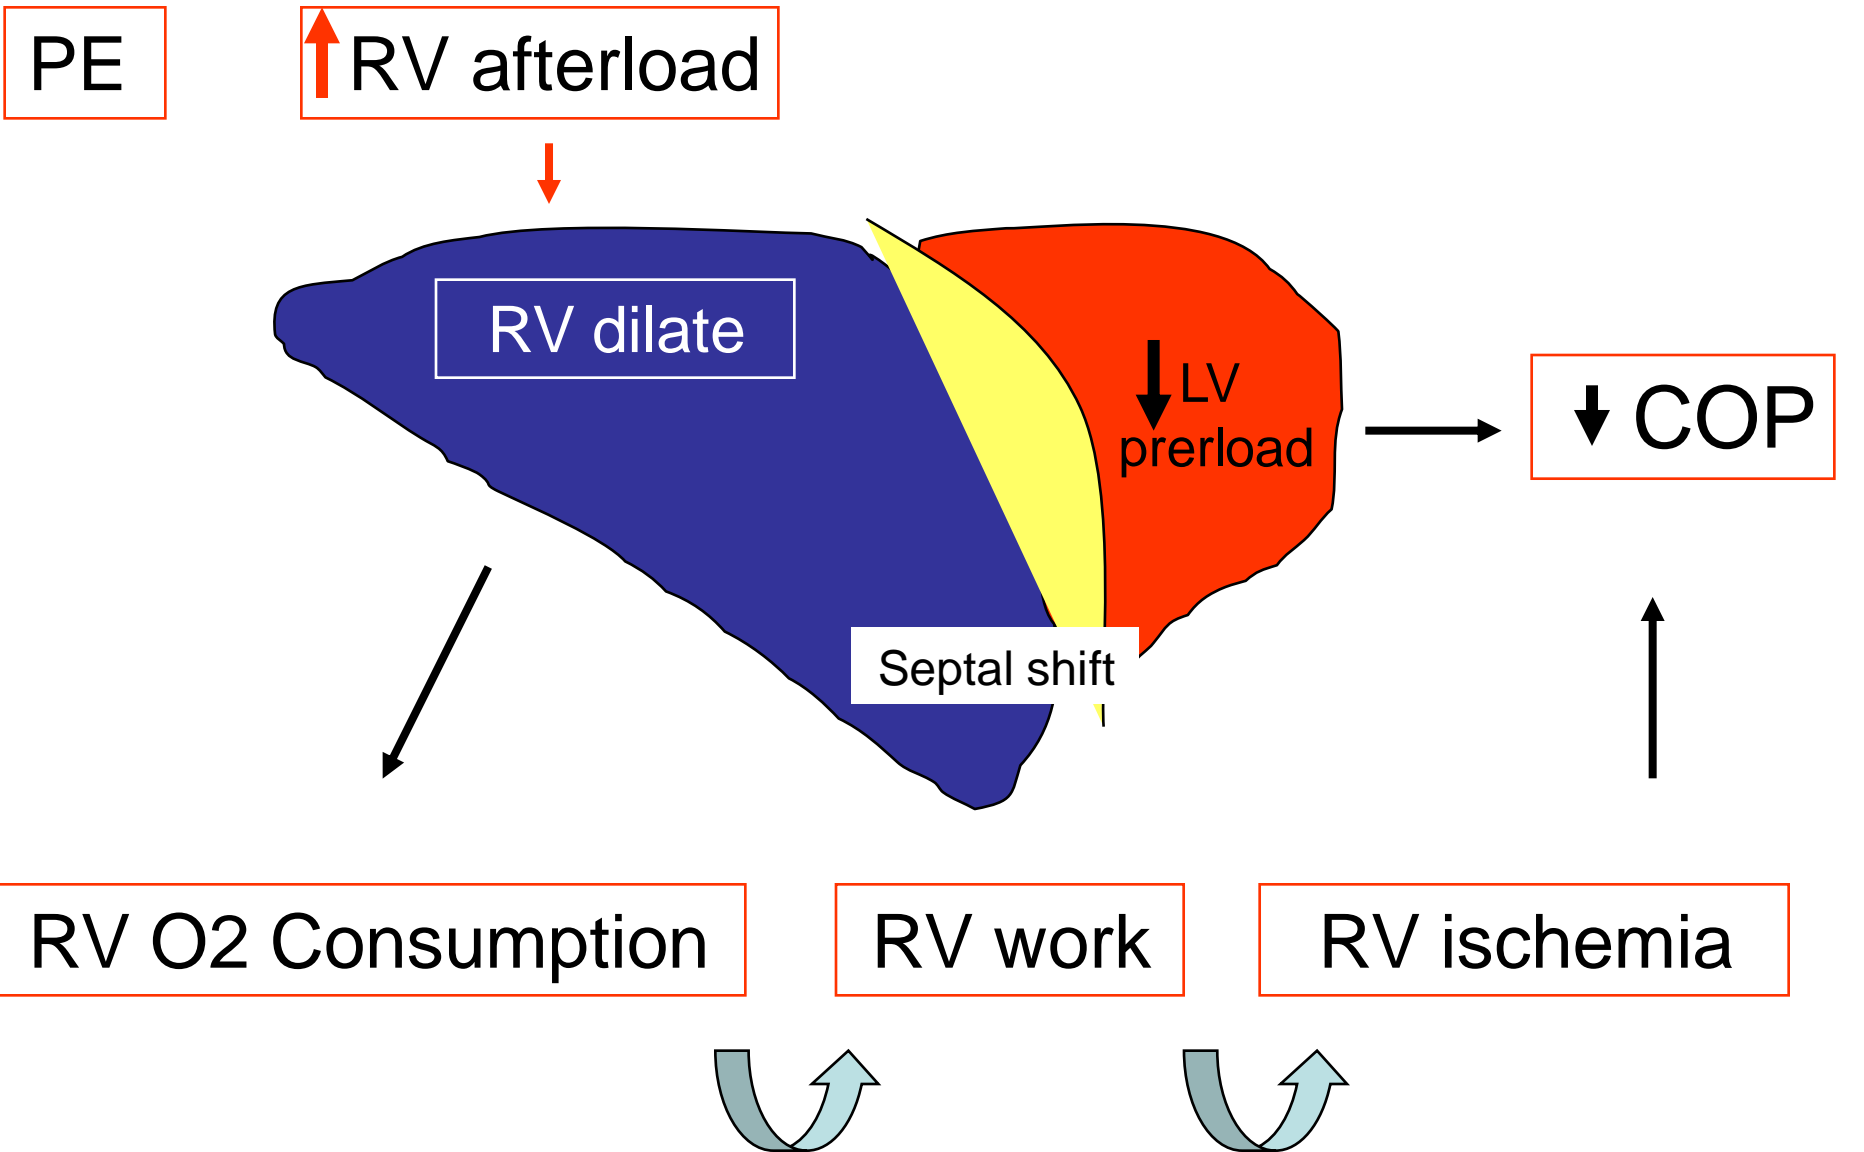 PE
RV afterload
RV dilate
LV
prerload
COP
Septal shift
RV O2 Consumption
RV work
RV ischemia